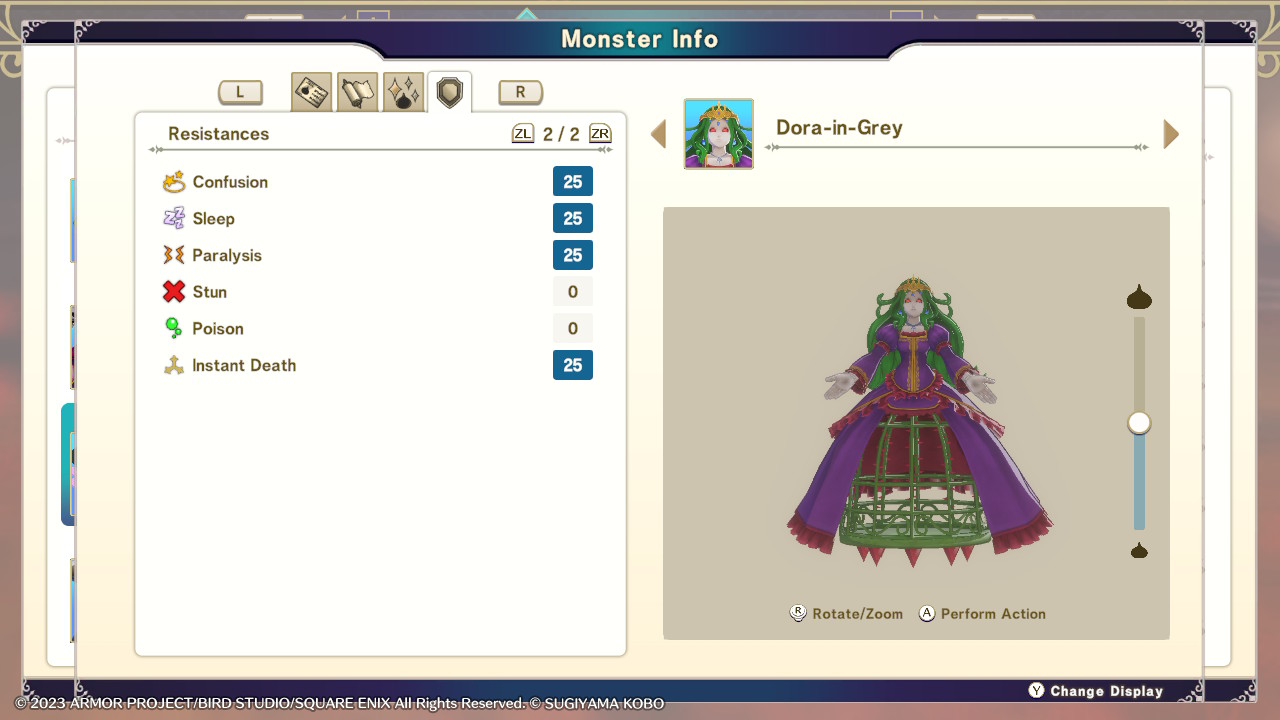 Monster Info
L
R
Resistances
ZL 2 / 2 ZR
Confusion 25
Sleep 25
Paralysis 25
Stun 0
Poison 0
Instant Death 25
Dora-in-Grey
R Rotate/Zoom A Perform Action
Y Change Display
© 2023 ARMOR PROJECT/BIRD STUDIO/SQUARE ENIX All Rights Reserved. © SUGIYAMA KOBO